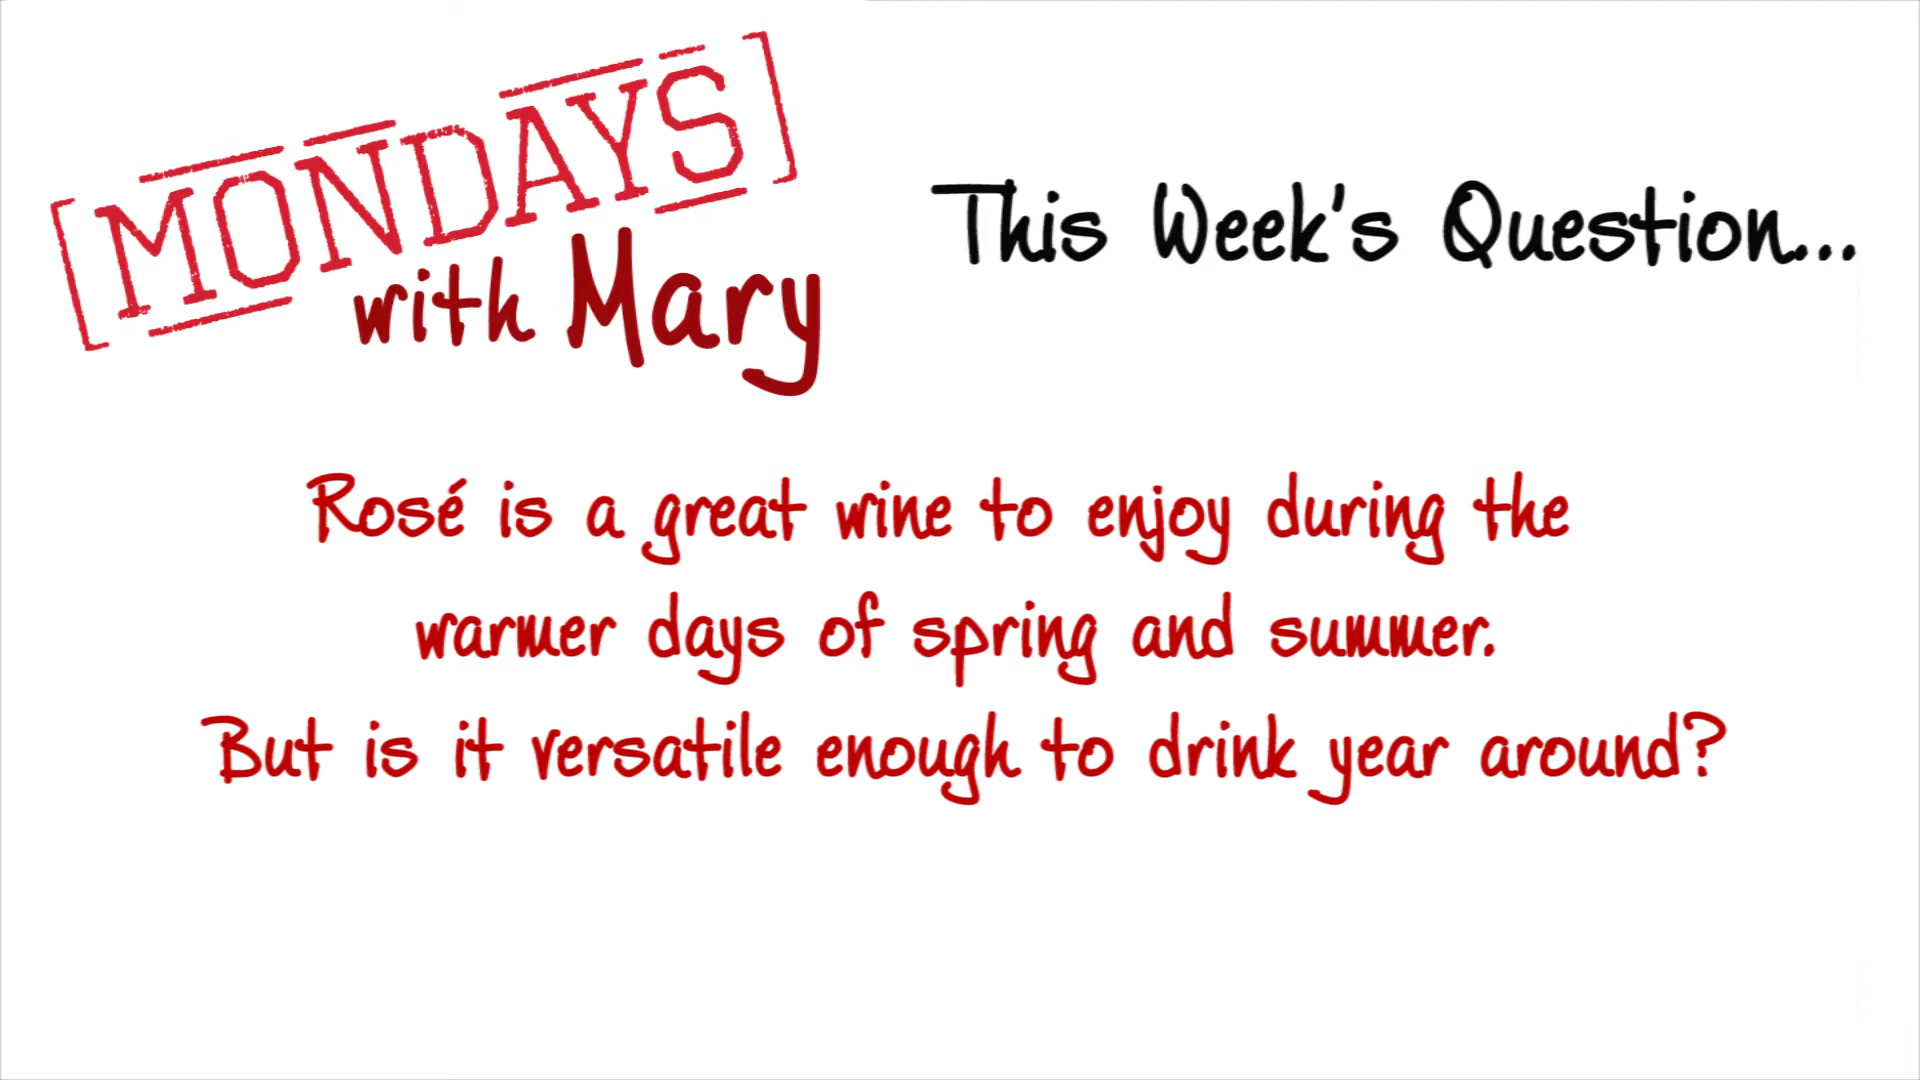 [MONDAYS]
with Mary
This Week's Question...
Rosé is a great wine to enjoy during the
warmer days of spring and summer.
But is it versatile enough to drink year around?